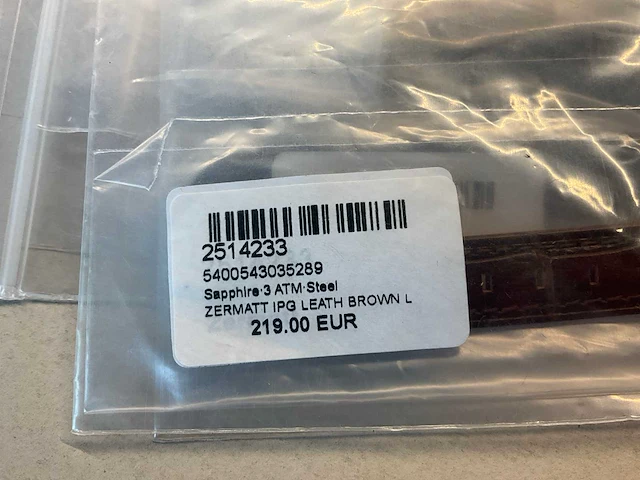 2514233
5400543035289
Sapphire·3 ATM·Steel
ZERMATT IPG LEATH BROWN L
219.00 EUR